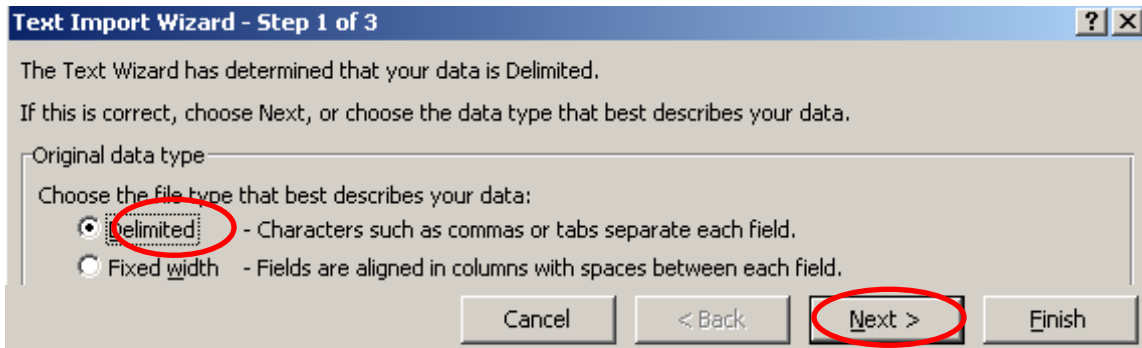 Text Import Wizard - Step 1 of 3
The Text Wizard has determined that your data is Delimited.
If this is correct, choose Next, or choose the data type that best describes your data.
Original data type
Choose the file type that best describes your data:
Delimited - Characters such as commas or tabs separate each field.
Fixed width - Fields are aligned in columns with spaces between each field.
Cancel < Back Next > Finish